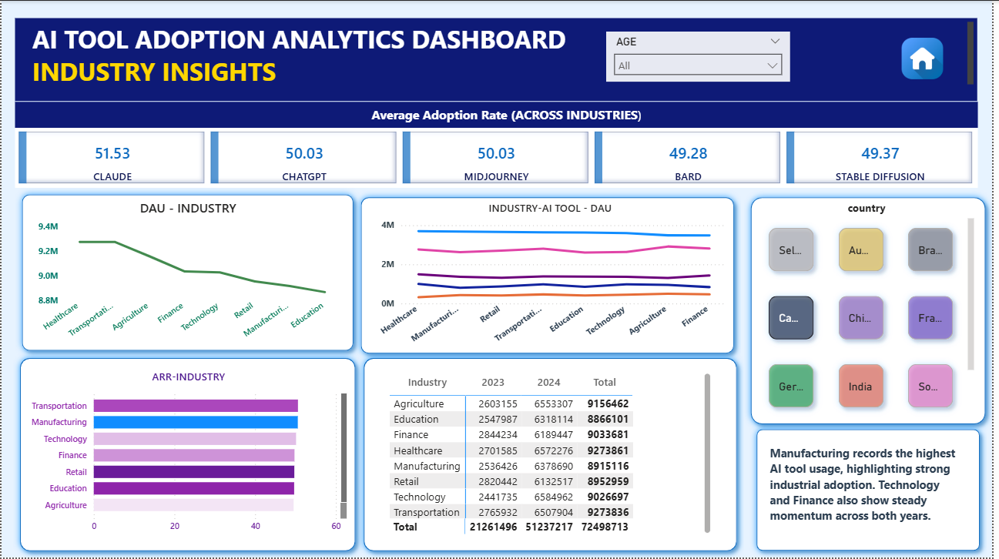 AI TOOL ADOPTION ANALYTICS DASHBOARD
INDUSTRY INSIGHTS
AGE
All
Average Adoption Rate (ACROSS INDUSTRIES)
51.53
CLAUDE
50.03
CHATGPT
50.03
MIDJOURNEY
49.28
BARD
49.37
STABLE DIFFUSION
DAU - INDUSTRY
9.4M
9.2M
9.0M
8.8M
Healthcare
Transportati...
Agriculture
Finance
Technology
Retail
Manufacturi...
Education
INDUSTRY-AI TOOL - DAU
4M
2M
0M
Healthcare
Manufacturi...
Retail
Transportati...
Education
Technology
Agriculture
Finance
country
Sel...
Au...
Bra...
Ca...
Chi...
Fra...
Ger...
India
So...
ARR-INDUSTRY
Transportation
Manufacturing
Technology
Finance
Retail
Education
Agriculture
0 20 40 60
Industry 2023 2024 Total
Agriculture 2603155 6553307 9156462
Education 2547987 6318114 8866101
Finance 2844234 6189447 9033681
Healthcare 2701585 6572276 9273861
Manufacturing 2536426 6378690 8915116
Retail 2820442 6132517 8952959
Technology 2441735 6584962 9026697
Transportation 2765932 6507904 9273836
Total 21261496 51237217 72498713
Manufacturing records the highest
AI tool usage, highlighting strong
industrial adoption. Technology
and Finance also show steady
momentum across both years.